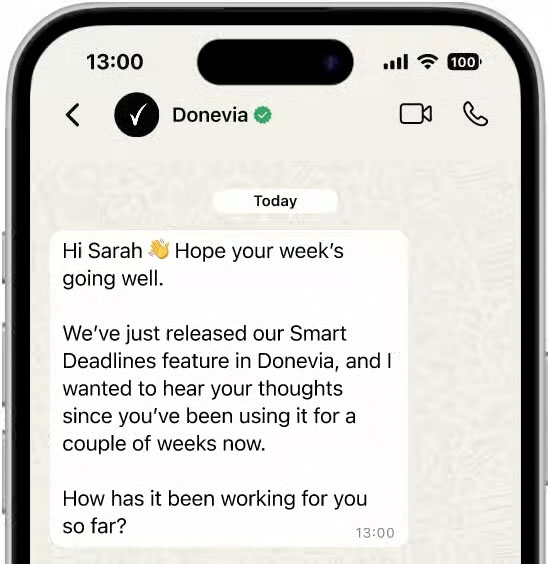 13:00
100
Donevia
Today
Hi Sarah 👋 Hope your week's
going well.
We've just released our Smart
Deadlines feature in Donevia, and I
wanted to hear your thoughts
since you've been using it for a
couple of weeks now.
How has it been working for you
so far?
13:00